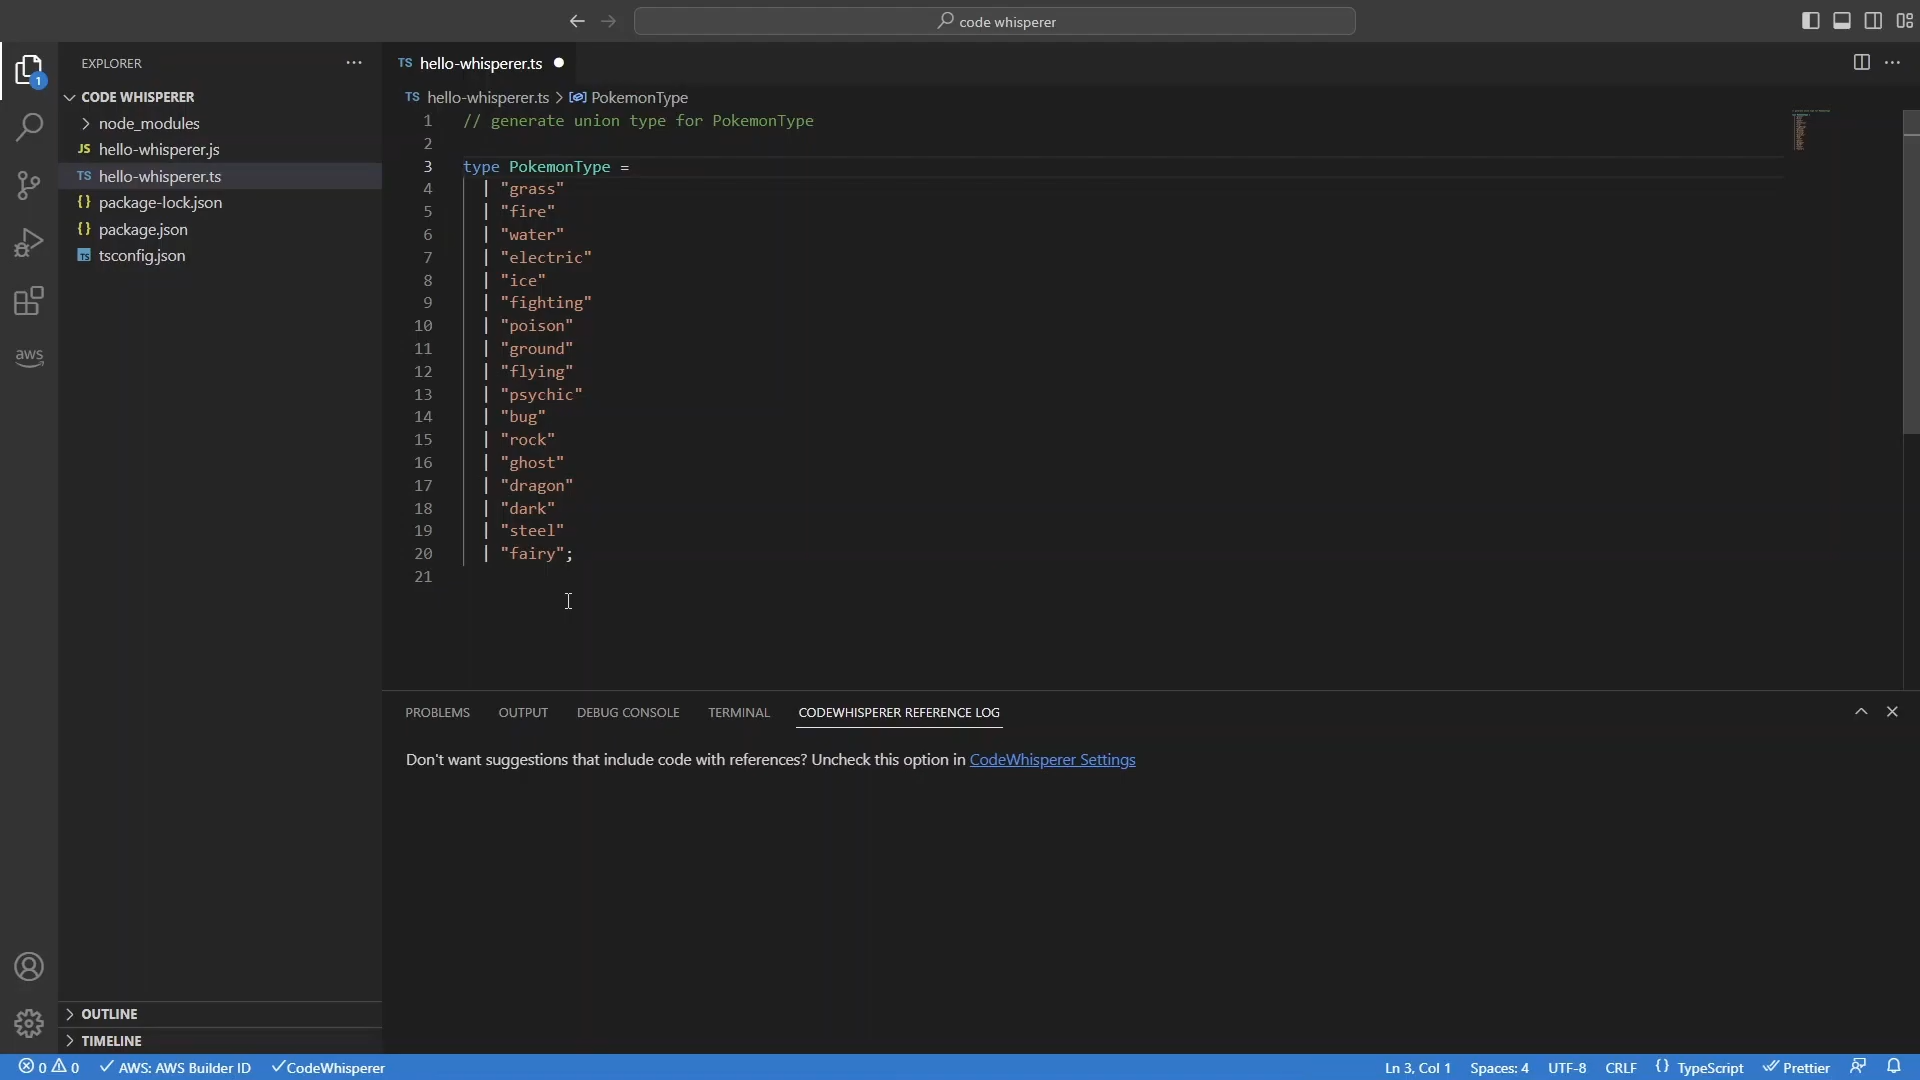 code whisperer
1
EXPLORER
CODE WHISPERER
node_modules
JS hello-whisperer.js
TS hello-whisperer.ts
{} package-lock.json
{} package.json
TS tsconfig.json
aws
OUTLINE
TIMELINE
TS hello-whisperer.ts
TS hello-whisperer.ts > PokemonType
1 // generate union type for PokemonType
2
3 type PokemonType =
4 | "grass"
5 | "fire"
6 | "water"
7 | "electric"
8 | "ice"
9 | "fighting"
10 | "poison"
11 | "ground"
12 | "flying"
13 | "psychic"
14 | "bug"
15 | "rock"
16 | "ghost"
17 | "dragon"
18 | "dark"
19 | "steel"
20 | "fairy";
21
PROBLEMS OUTPUT DEBUG CONSOLE TERMINAL CODEWHISPERER REFERENCE LOG
Don't want suggestions that include code with references? Uncheck this option in CodeWhisperer Settings
0 0 AWS: AWS Builder ID CodeWhisperer Ln 3, Col 1 Spaces: 4 UTF-8 CRLF {} TypeScript Prettier